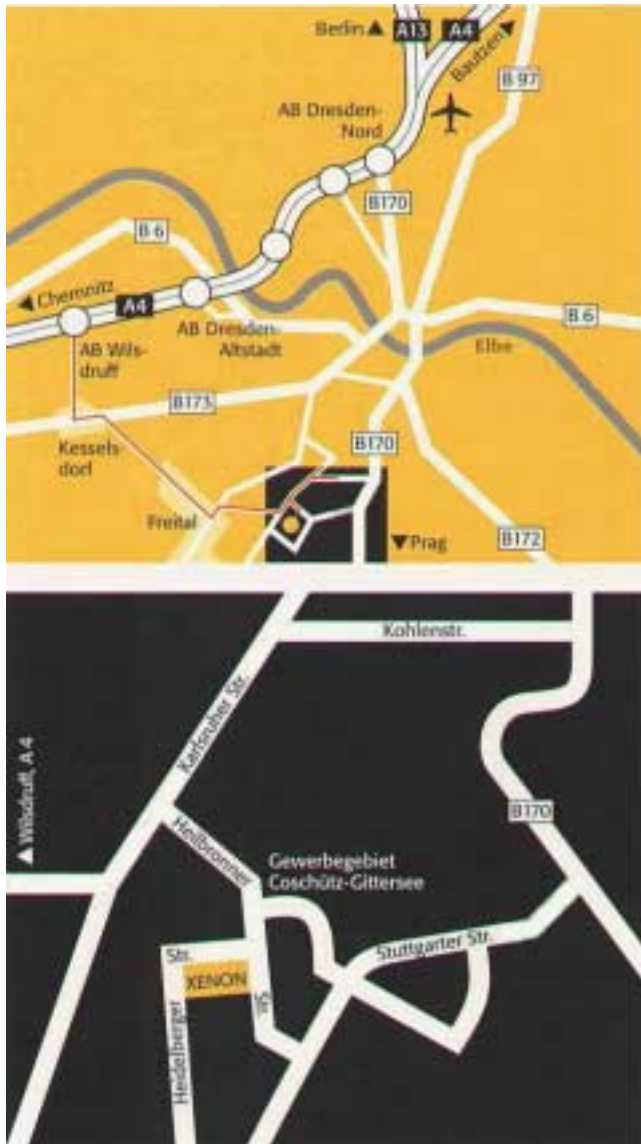 Berlin ▲ A13 A4
Bautzen ▲
B 97
AB Dresden-
Nord
B170
B 6
◄ Chemnitz A4
AB Dresden-
Altstadt
B 6
Elbe
AB Wils-
druff
B173
B170
Kessels-
dorf
Freital
▼Prag
B172
Kohlenstr.
Karlsruher Str.
▲ Wilsdruff, A 4
B170
Heilbronner
Str.
Gewerbegebiet
Coschütz-Gittersee
Stuttgarter Str.
Heidelberger
Str.
XENON